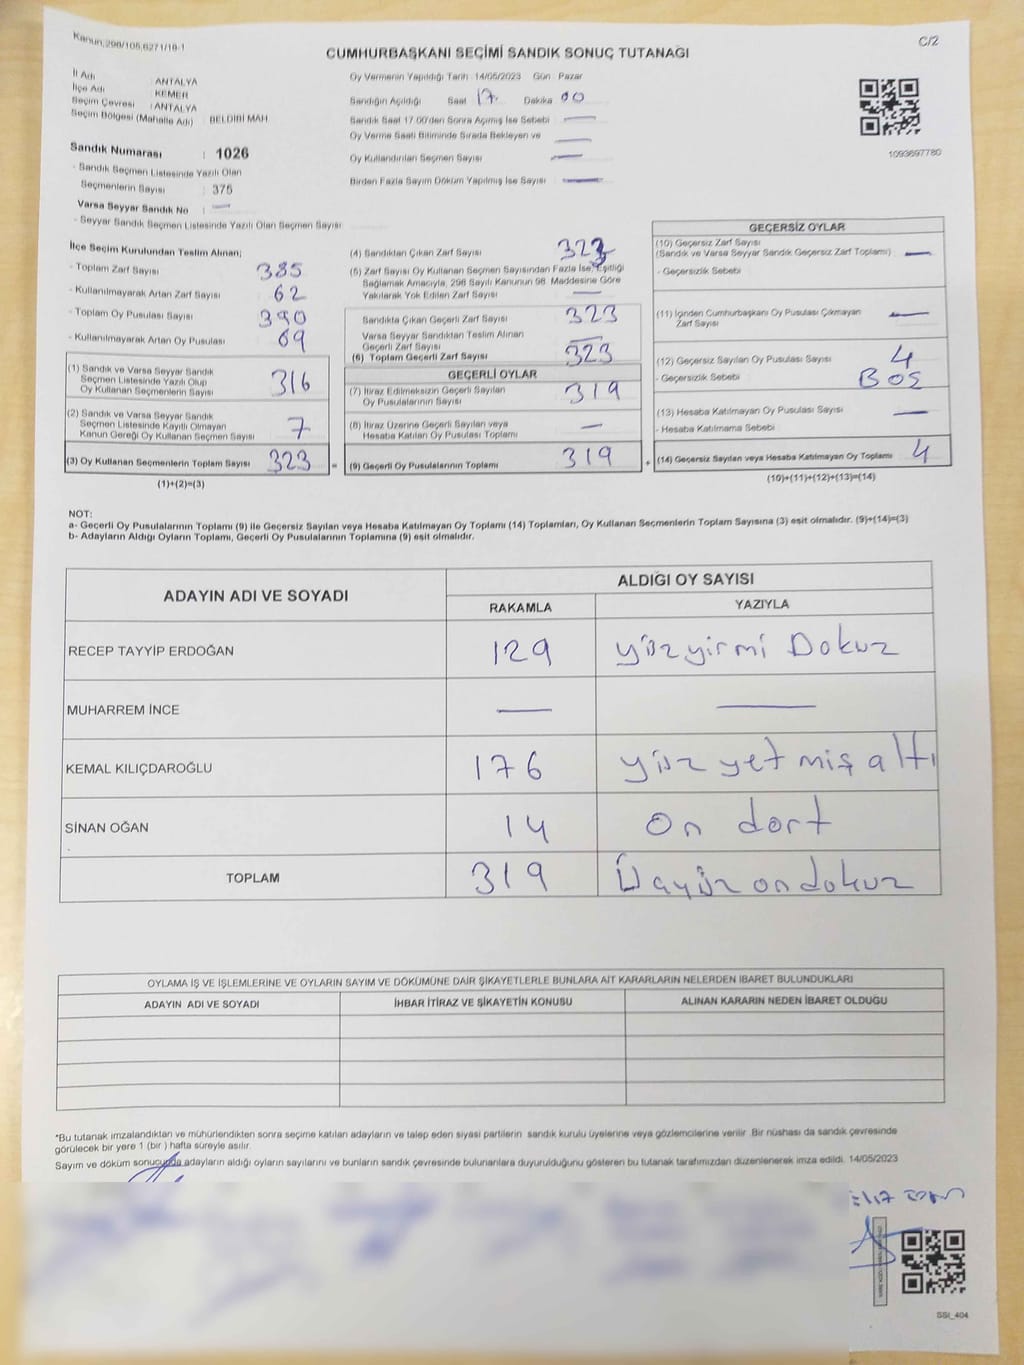 Kanun,298/105,6271/18-1
C/2
CUMHURBAŞKANI SEÇİMİ SANDIK SONUÇ TUTANAĞI
İl Adı : ANTALYA
İlçe Adı : KEMER
Seçim Çevresi : ANTALYA
Seçim Bölgesi (Mahalle Adı) : BELDİBİ MAH
Sandık Numarası : 1026
- Sandık Seçmen Listesinde Yazılı Olan
Seçmenlerin Sayısı : 375
Varsa Seyyar Sandık No : —
- Seyyar Sandık Seçmen Listesinde Yazılı Olan Seçmen Sayısı
Oy Vermenin Yapıldığı Tarih : 14/05/2023 Gün : Pazar
Sandığın Açıldığı Saat 17. Dakika 00
Sandık Saat 17.00'den Sonra Açılmış İse Sebebi —
Oy Verme Saati Bitiminde Sırada Bekleyen ve
Oy Kullandırılan Seçmen Sayısı —
Birden Fazla Sayım Döküm Yapılmış İse Sayısı —
1093697780
İlçe Seçim Kurulundan Teslim Alınan;
- Toplam Zarf Sayısı 385
- Kullanılmayarak Artan Zarf Sayısı 62
- Toplam Oy Pusulası Sayısı 390
- Kullanılmayarak Artan Oy Pusulası 69
(1) Sandık ve Varsa Seyyar Sandık
Seçmen Listesinde Yazılı Olup
Oy Kullanan Seçmenlerin Sayısı 316
(2) Sandık ve Varsa Seyyar Sandık
Seçmen Listesinde Kayıtlı Olmayan
Kanun Gereği Oy Kullanan Seçmen Sayısı 7
(3) Oy Kullanan Seçmenlerin Toplam Sayısı 323
(1)+(2)=(3)
(4) Sandıktan Çıkan Zarf Sayısı 323
(5) Zarf Sayısı Oy Kullanan Seçmen Sayısından Fazla İse, Eşitliği
Sağlamak Amacıyla, 298 Sayılı Kanunun 98. Maddesine Göre
Yakılarak Yok Edilen Zarf Sayısı —
Sandıkta Çıkan Geçerli Zarf Sayısı 323
Varsa Seyyar Sandıktan Teslim Alınan
Geçerli Zarf Sayısı —
(6) Toplam Geçerli Zarf Sayısı 323
GEÇERLİ OYLAR
(7) İtiraz Edilmeksizin Geçerli Sayılan
Oy Pusulalarının Sayısı 319
(8) İtiraz Üzerine Geçerli Sayılan veya
Hesaba Katılan Oy Pusulası Toplamı —
= (9) Geçerli Oy Pusulalarının Toplamı 319
GEÇERSİZ OYLAR
(10) Geçersiz Zarf Sayısı
(Sandık ve Varsa Seyyar Sandık Geçersiz Zarf Toplamı) —
- Geçersizlik Sebebi
(11) İçinden Cumhurbaşkanı Oy Pusulası Çıkmayan
Zarf Sayısı —
(12) Geçersiz Sayılan Oy Pusulası Sayısı 4
- Geçersizlik Sebebi BOŞ
(13) Hesaba Katılmayan Oy Pusulası Sayısı —
- Hesaba Katılmama Sebebi
+ (14) Geçersiz Sayılan veya Hesaba Katılmayan Oy Toplamı 4
(10)+(11)+(12)+(13)=(14)
NOT:
a- Geçerli Oy Pusulalarının Toplamı (9) ile Geçersiz Sayılan veya Hesaba Katılmayan Oy Toplamı (14) Toplamları, Oy Kullanan Seçmenlerin Toplam Sayısına (3) eşit olmalıdır. (9)+(14)=(3)
b- Adayların Aldığı Oyların Toplamı, Geçerli Oy Pusulalarının Toplamına (9) eşit olmalıdır.
ADAYIN ADI VE SOYADI
ALDIĞI OY SAYISI
RAKAMLA YAZIYLA
RECEP TAYYİP ERDOĞAN 129 yüzyirmi Dokuz
MUHARREM İNCE — —
KEMAL KILIÇDAROĞLU 176 yüz yetmiş altı
SİNAN OĞAN 14 On dort
TOPLAM 319 Üçyüz on dokuz
OYLAMA İŞ VE İŞLEMLERİNE VE OYLARIN SAYIM VE DÖKÜMÜNE DAİR ŞİKAYETLERLE BUNLARA AİT KARARLARIN NELERDEN İBARET BULUNDUKLARI
ADAYIN ADI VE SOYADI İHBAR İTİRAZ VE ŞİKAYETİN KONUSU ALINAN KARARIN NEDEN İBARET OLDUĞU
*Bu tutanak imzalandıktan ve mühürlendikten sonra seçime katılan adayların ve talep eden siyasi partilerin sandık kurulu üyelerine veya gözlemcilerine verilir. Bir nüshası da sandık çevresinde
görülecek bir yere 1 (bir ) hafta süreyle asılır.
Sayım ve döküm sonucunda adayların aldığı oyların sayılarını ve bunların sandık çevresinde bulunanlara duyurulduğunu gösteren bu tutanak tarafımızdan düzenlenerek imza edildi. 14/05/2023
SSI_404